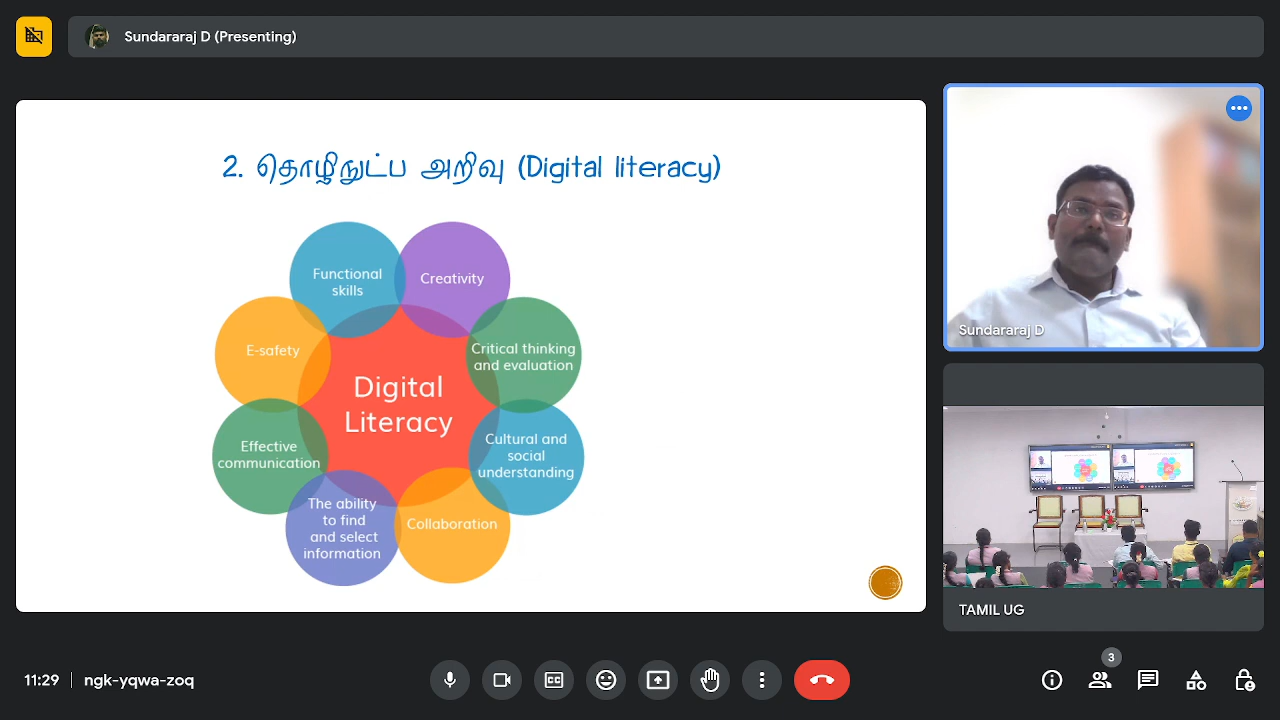 Sundararaj D (Presenting)
2. தொழிநுட்ப அறிவு (Digital literacy)
Functional
skills
Creativity
E-safety
Critical thinking
and evaluation
Digital
Literacy
Effective
communication
Cultural and
social
understanding
The ability
to find
and select
information
Collaboration
Sundararaj D
TAMIL UG
11:29 | ngk-yqwa-zoq
CC
3